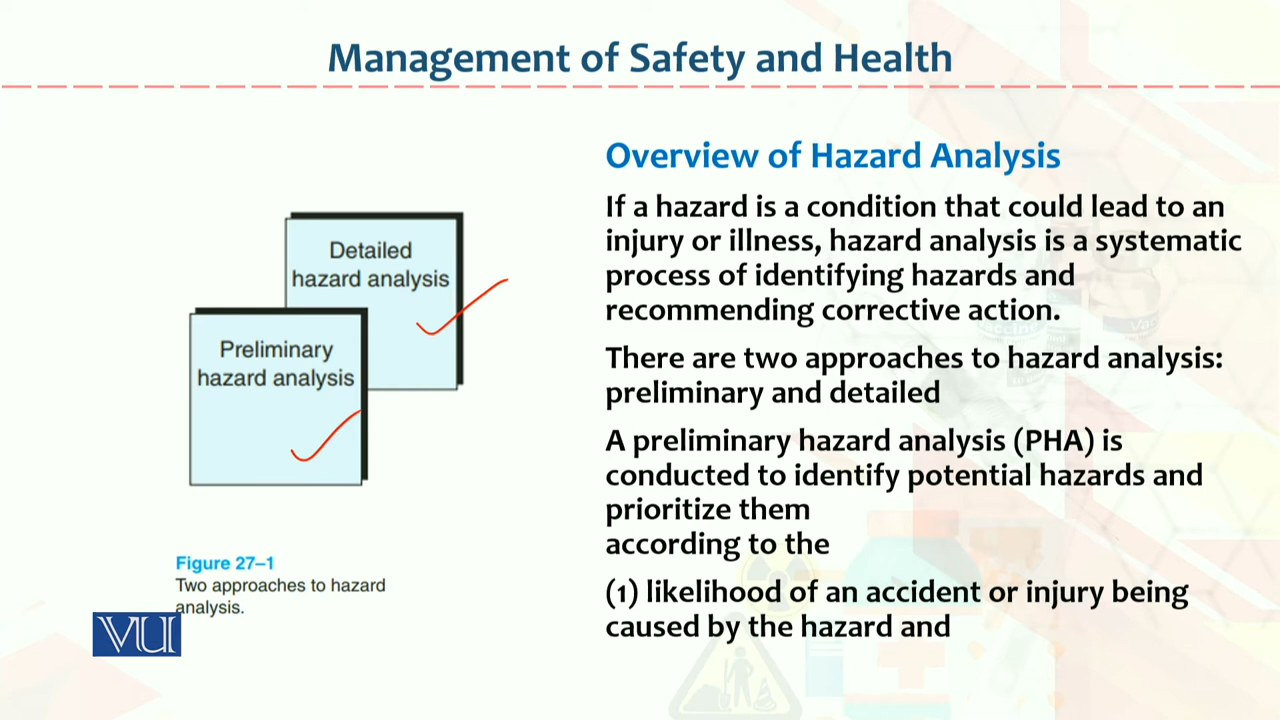 Management of Safety and Health
Detailed
hazard analysis
Preliminary
hazard analysis
Figure 27–1
Two approaches to hazard
analysis.
VU
Overview of Hazard Analysis
If a hazard is a condition that could lead to an
injury or illness, hazard analysis is a systematic
process of identifying hazards and
recommending corrective action.
There are two approaches to hazard analysis:
preliminary and detailed
A preliminary hazard analysis (PHA) is
conducted to identify potential hazards and
prioritize them
according to the
(1) likelihood of an accident or injury being
caused by the hazard and